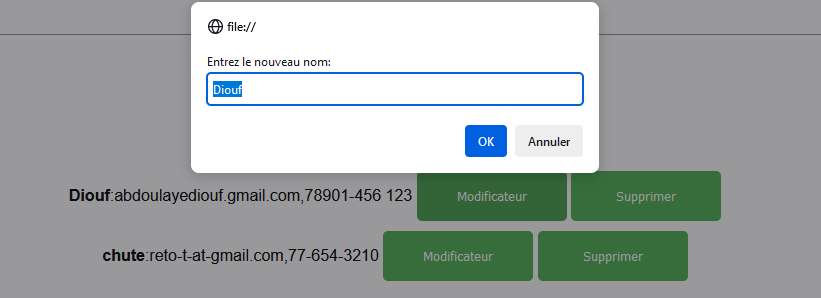 file://
Entrez le nouveau nom:
Diouf
OK Annuler
Diouf:abdoulayediouf.gmail.com,78901-456 123 Modificateur Supprimer
chute:reto-t-at-gmail.com,77-654-3210 Modificateur Supprimer